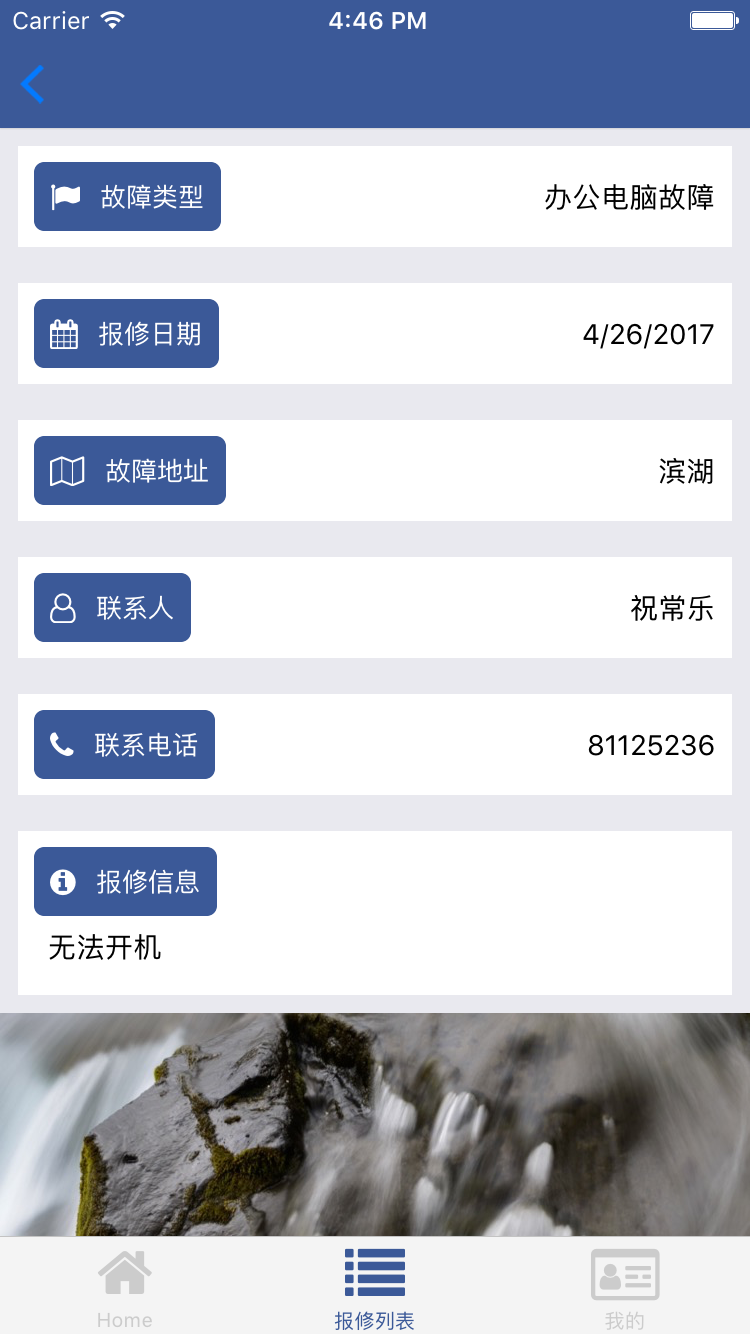 Carrier 4:46 PM
故障类型 办公电脑故障
报修日期 4/26/2017
故障地址 滨湖
联系人 祝常乐
联系电话 81125236
报修信息
无法开机
Home 报修列表 我的